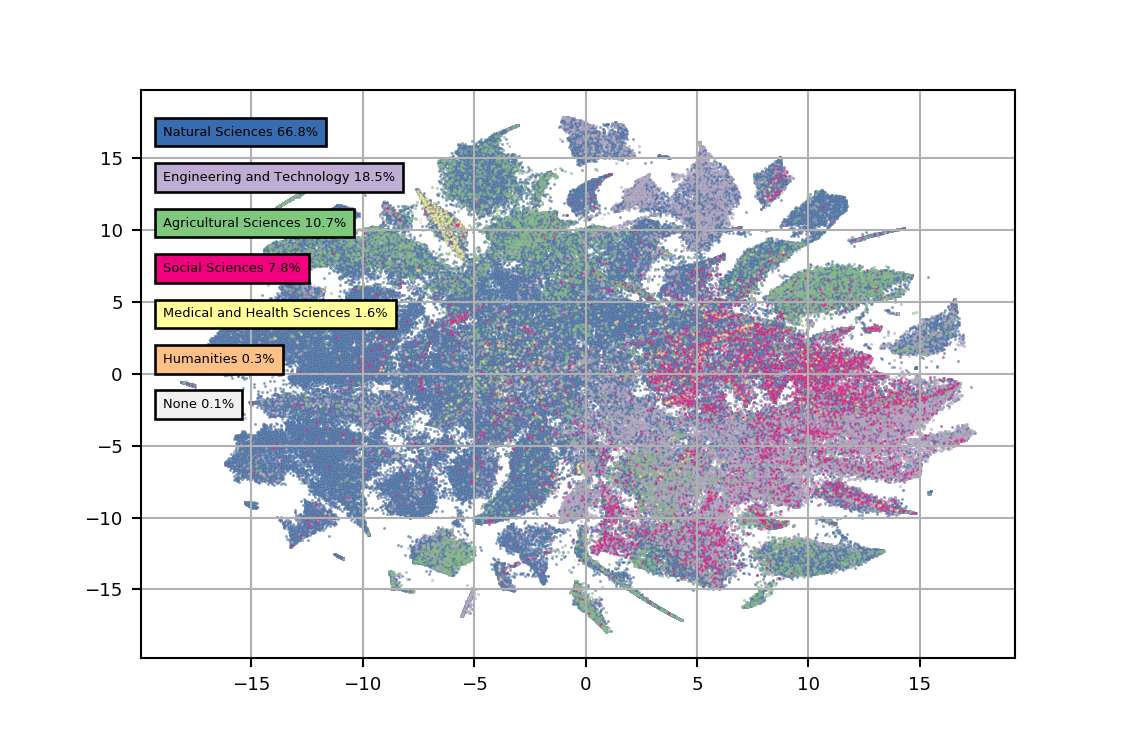 Natural Sciences 66.8%
Engineering and Technology 18.5%
Agricultural Sciences 10.7%
Social Sciences 7.8%
Medical and Health Sciences 1.6%
Humanities 0.3%
None 0.1%
15
10
5
0
−5
−10
−15
−15 −10 −5 0 5 10 15